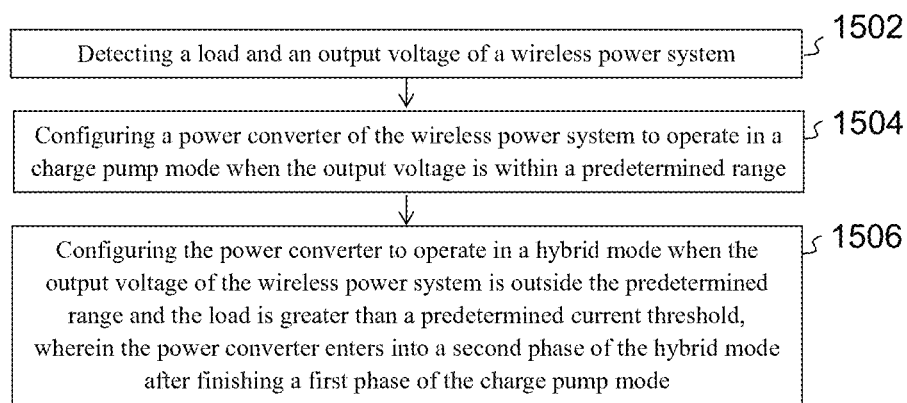 1502
Detecting a load and an output voltage of a wireless power system
1504
Configuring a power converter of the wireless power system to operate in a
charge pump mode when the output voltage is within a predetermined range
1506
Configuring the power converter to operate in a hybrid mode when the
output voltage of the wireless power system is outside the predetermined
range and the load is greater than a predetermined current threshold,
wherein the power converter enters into a second phase of the hybrid mode
after finishing a first phase of the charge pump mode